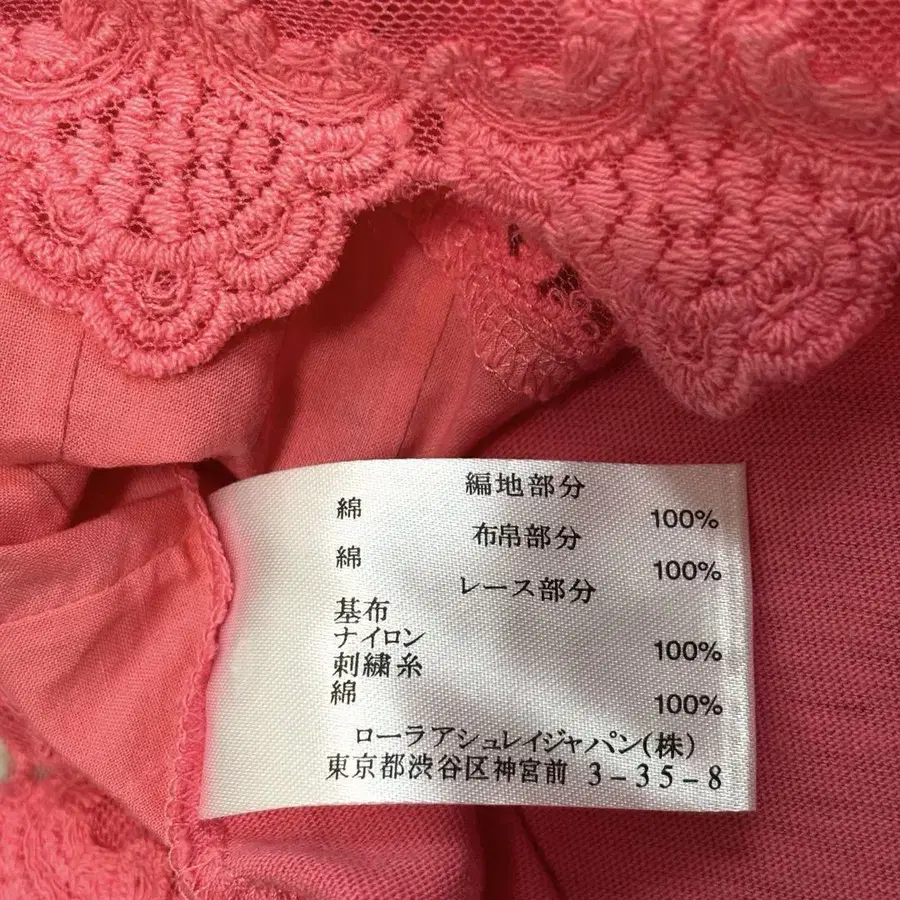 編地部分
綿 100%
布帛部分
綿 100%
レース部分
基布
ナイロン 100%
刺繍糸
綿 100%
ローラアシュレイジャパン(株)
東京都渋谷区神宮前 3-35-8